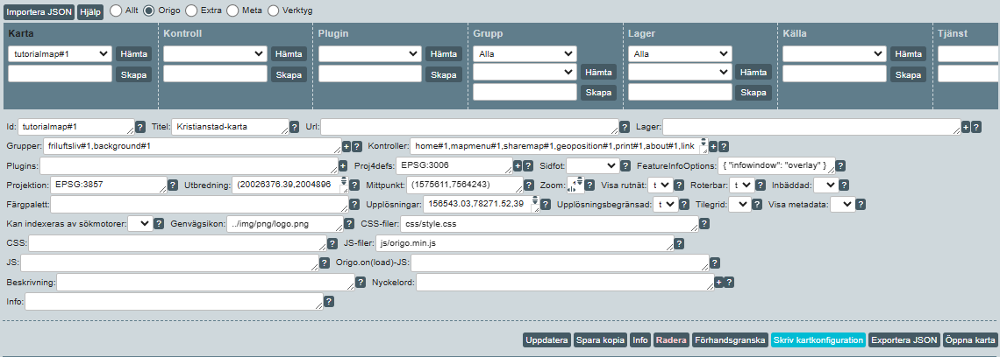 Importera JSON Hjälp Allt Origo Extra Meta Verktyg
Karta Kontroll Plugin Grupp Lager Källa Tjänst
tutorialmap#1 Hämta Hämta Hämta Alla Hämta Alla Hämta Hämta
Skapa Skapa Skapa Hämta Hämta Skapa
Skapa Skapa
Id: tutorialmap#1 ? Titel: Kristianstad-karta ? Url: ? Lager: + ?
Grupper: friluftsliv#1,background#1 + ? Kontroller: home#1,mapmenu#1,sharemap#1,geoposition#1,print#1,about#1,link + ?
Plugins: + Proj4defs: EPSG:3006 + ? Sidfot: ? FeatureInfoOptions: { "infowindow": "overlay" } ?
Projektion: EPSG:3857 ? Utbredning: (20026376.39,2004896 ? Mittpunkt: (1575611,7564243) ? Zoom: ? Visa rutnät: t ? Roterbar: t ? Inbäddad: ?
Färgpalett: ? Upplösningar: 156543.03,78271.52,39 ? Upplösningsbegränsad: t ? Tilegrid: ? Visa metadata: ?
Kan indexeras av sökmotorer: ? Genvägsikon: ../img/png/logo.png ? CSS-filer: css/style.css ?
CSS: ? JS-filer: js/origo.min.js ?
JS: ? Origo.on(load)-JS: ?
Beskrivning: ? Nyckelord: + ?
Info: ?
Uppdatera Spara kopia Info Radera Förhandsgranska Skriv kartkonfiguration Exportera JSON Öppna karta